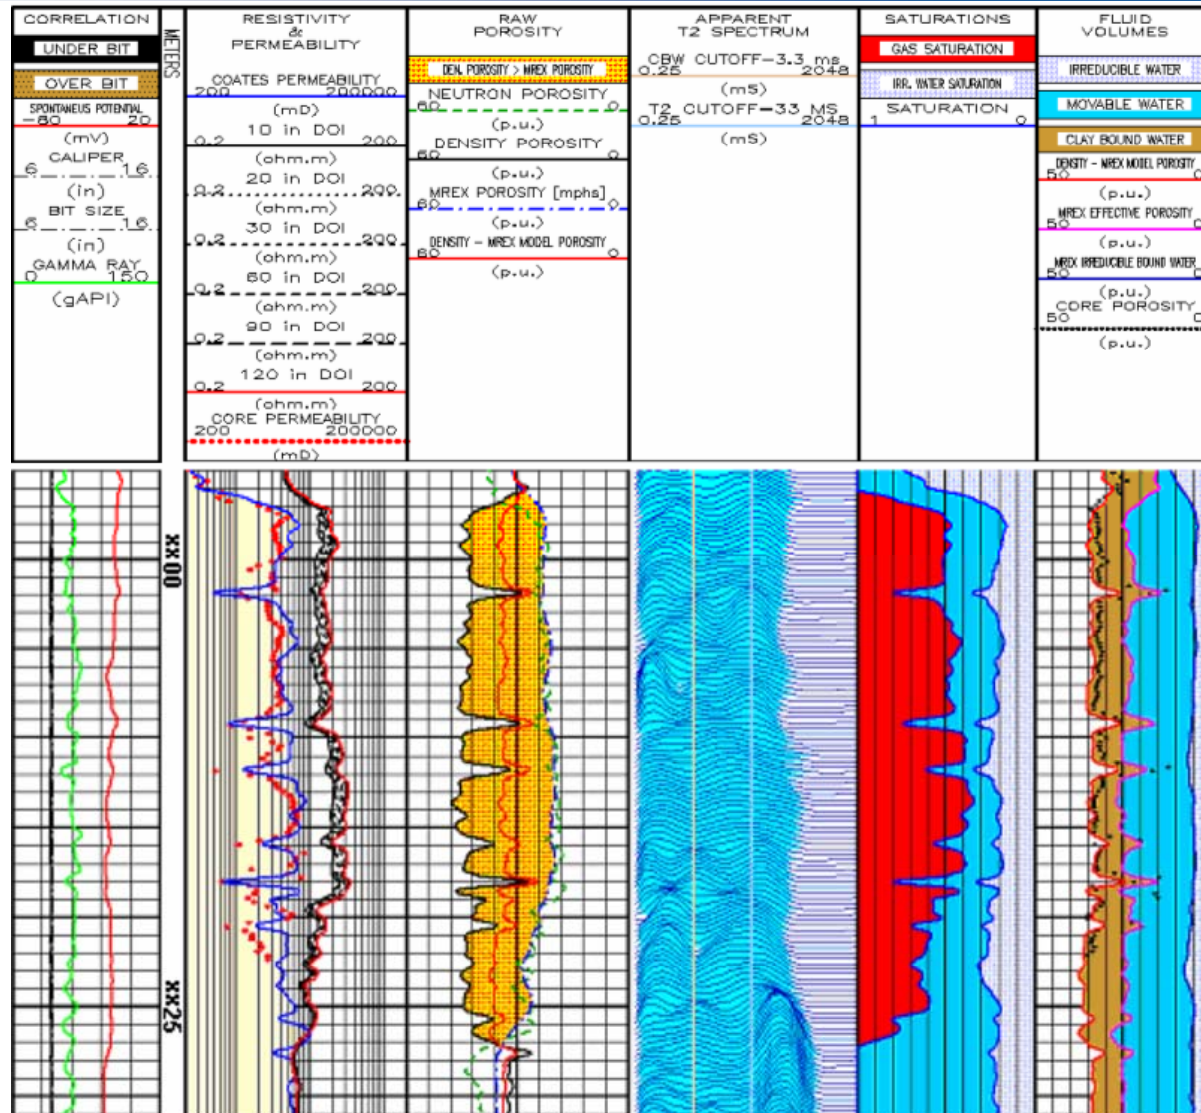 CORRELATION
UNDER BIT
OVER BIT
SPONTANEUS POTENTIAL
-80 20
(mV)
CALIPER
6 16
(in)
BIT SIZE
6 16
(in)
GAMMA RAY
0 150
(gAPI)
METERS
RESISTIVITY
&
PERMEABILITY
COATES PERMEABILITY
200 200000
(mD)
10 in DOI
0.2 200
(ohm.m)
20 in DOI
0.2 200
(ohm.m)
30 in DOI
0.2 200
(ohm.m)
60 in DOI
0.2 200
(ohm.m)
90 in DOI
0.2 200
(ohm.m)
120 in DOI
0.2 200
(ohm.m)
CORE PERMEABILITY
200 200000
(mD)
RAW
POROSITY
DEN. POROSITY > MREX POROSITY
NEUTRON POROSITY
60 0
(p.u.)
DENSITY POROSITY
60 0
(p.u.)
MREX POROSITY [mphs]
60 0
(p.u.)
DENSITY - MREX MODEL POROSITY
60 0
(p.u.)
APPARENT
T2 SPECTRUM
CBW CUTOFF-3.3 ms
0.25 2048
(mS)
T2 CUTOFF-33 MS
0.25 2048
(mS)
SATURATIONS
GAS SATURATION
IRR. WATER SATURATION
SATURATION
1 0
FLUID
VOLUMES
IRREDUCIBLE WATER
MOVABLE WATER
CLAY BOUND WATER
DENSITY - MREX MODEL POROSITY
50 0
(p.u.)
MREX EFFECTIVE POROSITY
50 0
(p.u.)
MREX IRREDUCIBLE BOUND WATER
50 0
(p.u.)
CORE POROSITY
50 0
(p.u.)
xx00
xx25